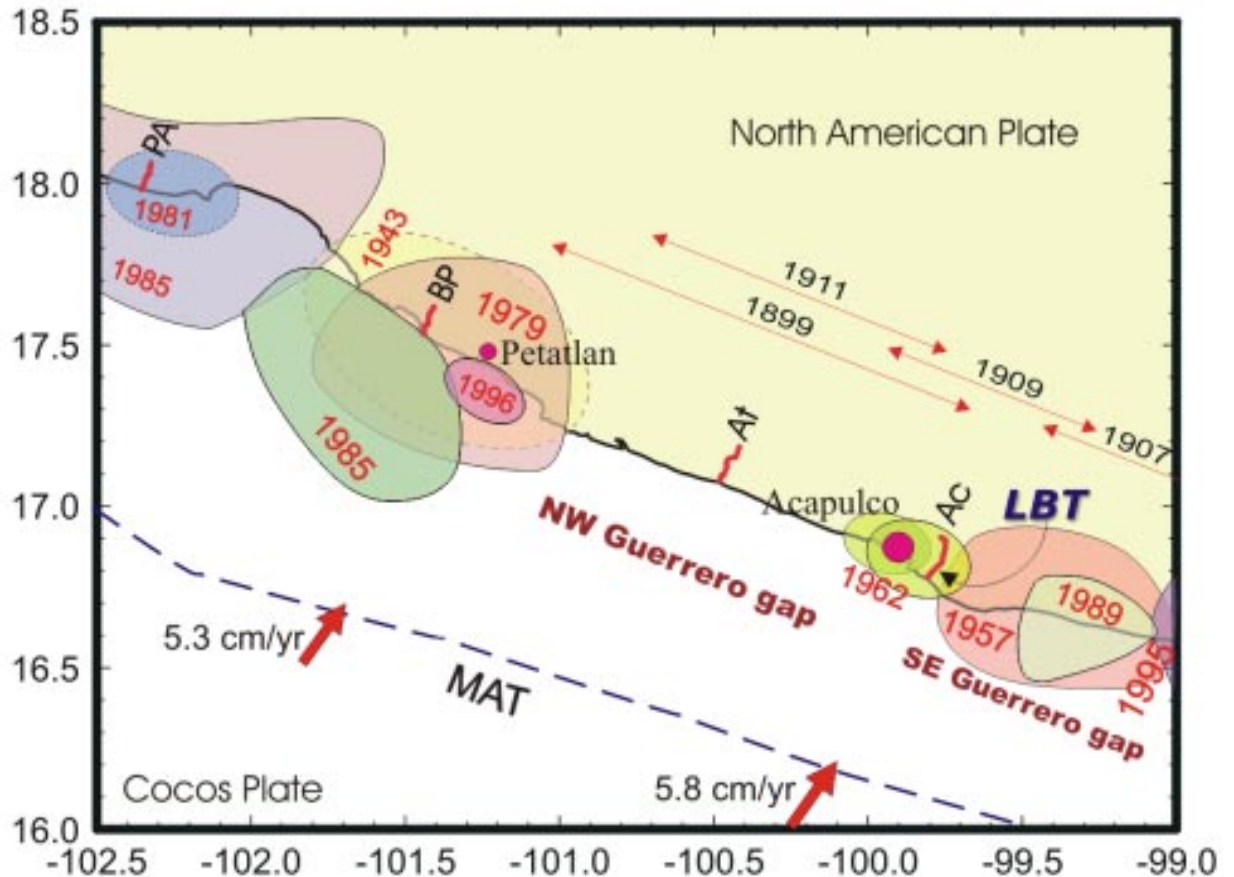 18.5
18.0
17.5
17.0
16.5
16.0
-102.5
-102.0
-101.5
-101.0
-100.5
-100.0
-99.5
-99.0
North American Plate
PA
1981
1985
1943
BP
1979
Petatlan
1996
1985
1911
1899
1909
1907
At
Acapulco
Ac
LBT
NW Guerrero gap
1962
1957
1989
1995
SE Guerrero gap
5.3 cm/yr
MAT
5.8 cm/yr
Cocos Plate